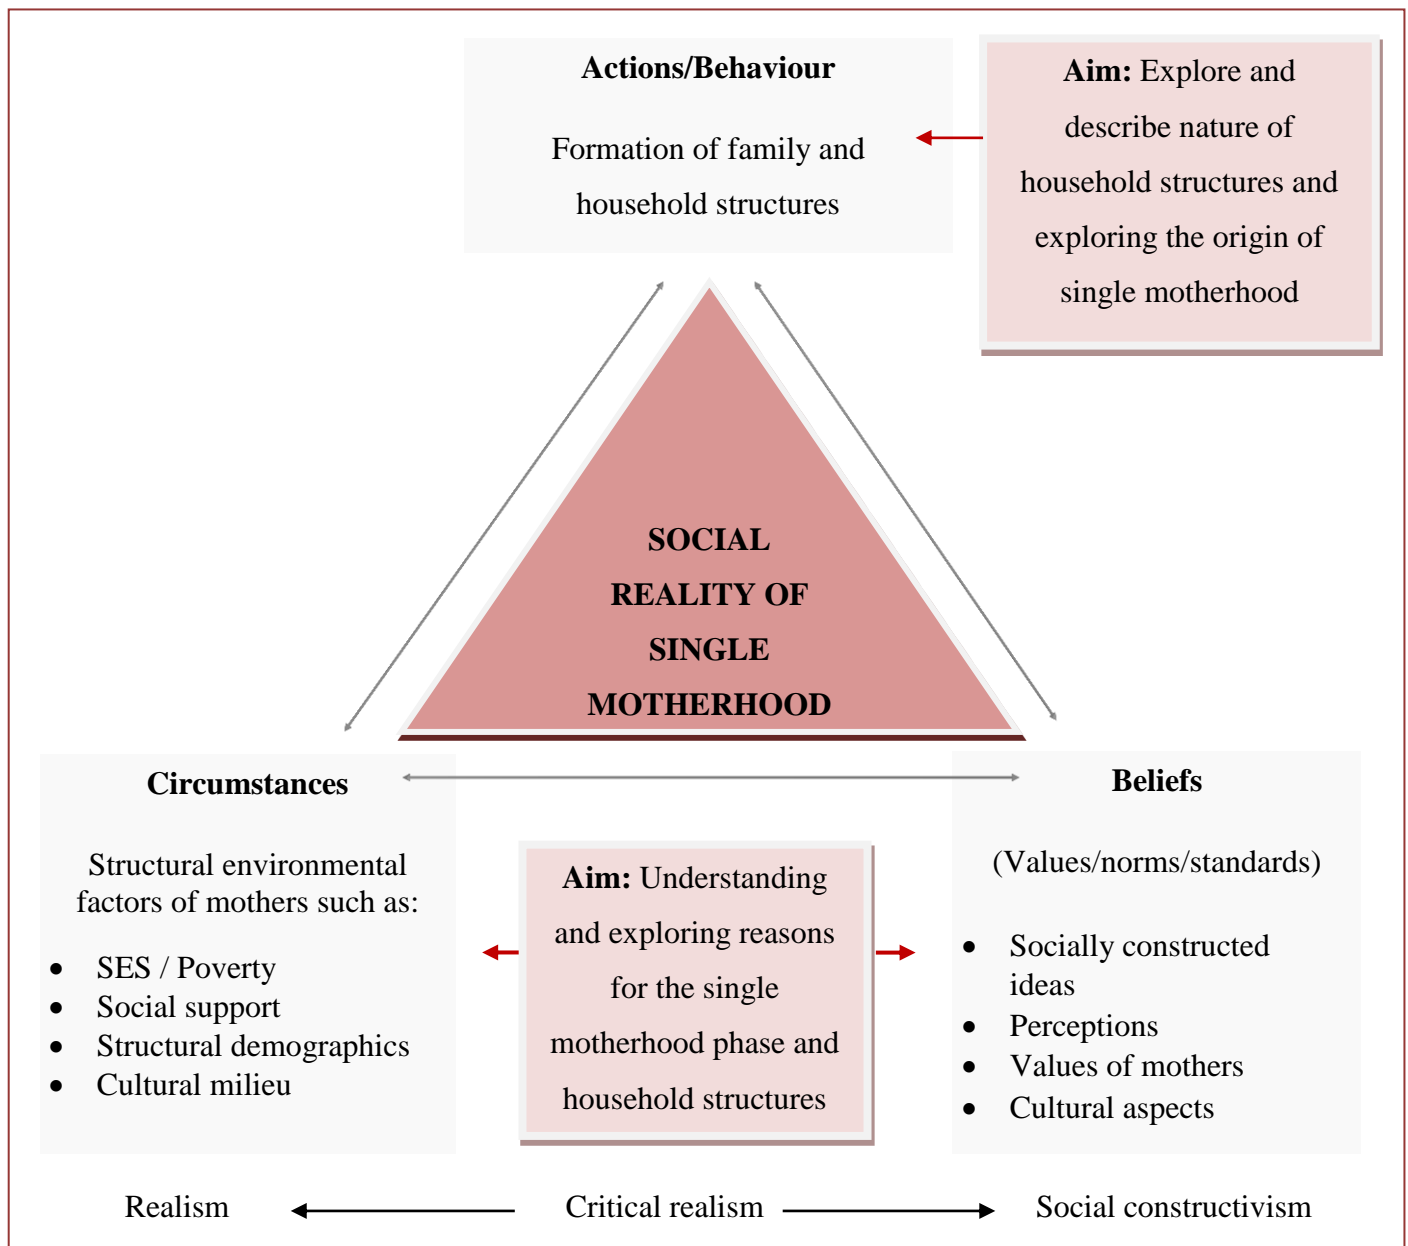 Actions/Behaviour
Formation of family and
household structures
Aim: Explore and
describe nature of
household structures and
exploring the origin of
single motherhood
SOCIAL
REALITY OF
SINGLE
MOTHERHOOD
Circumstances
Structural environmental
factors of mothers such as:
• SES / Poverty
• Social support
• Structural demographics
• Cultural milieu
Aim: Understanding
and exploring reasons
for the single
motherhood phase and
household structures
Beliefs
(Values/norms/standards)
• Socially constructed
ideas
• Perceptions
• Values of mothers
• Cultural aspects
Realism
Critical realism
Social constructivism